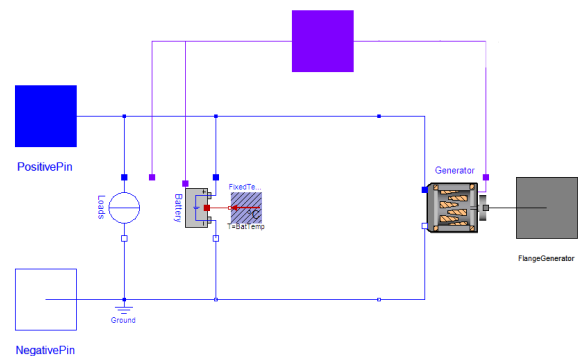 PositivePin
Generator
Loads
Battery
FixedTe...
°C
T=BatTemp
FlangeGenerator
Ground
NegativePin